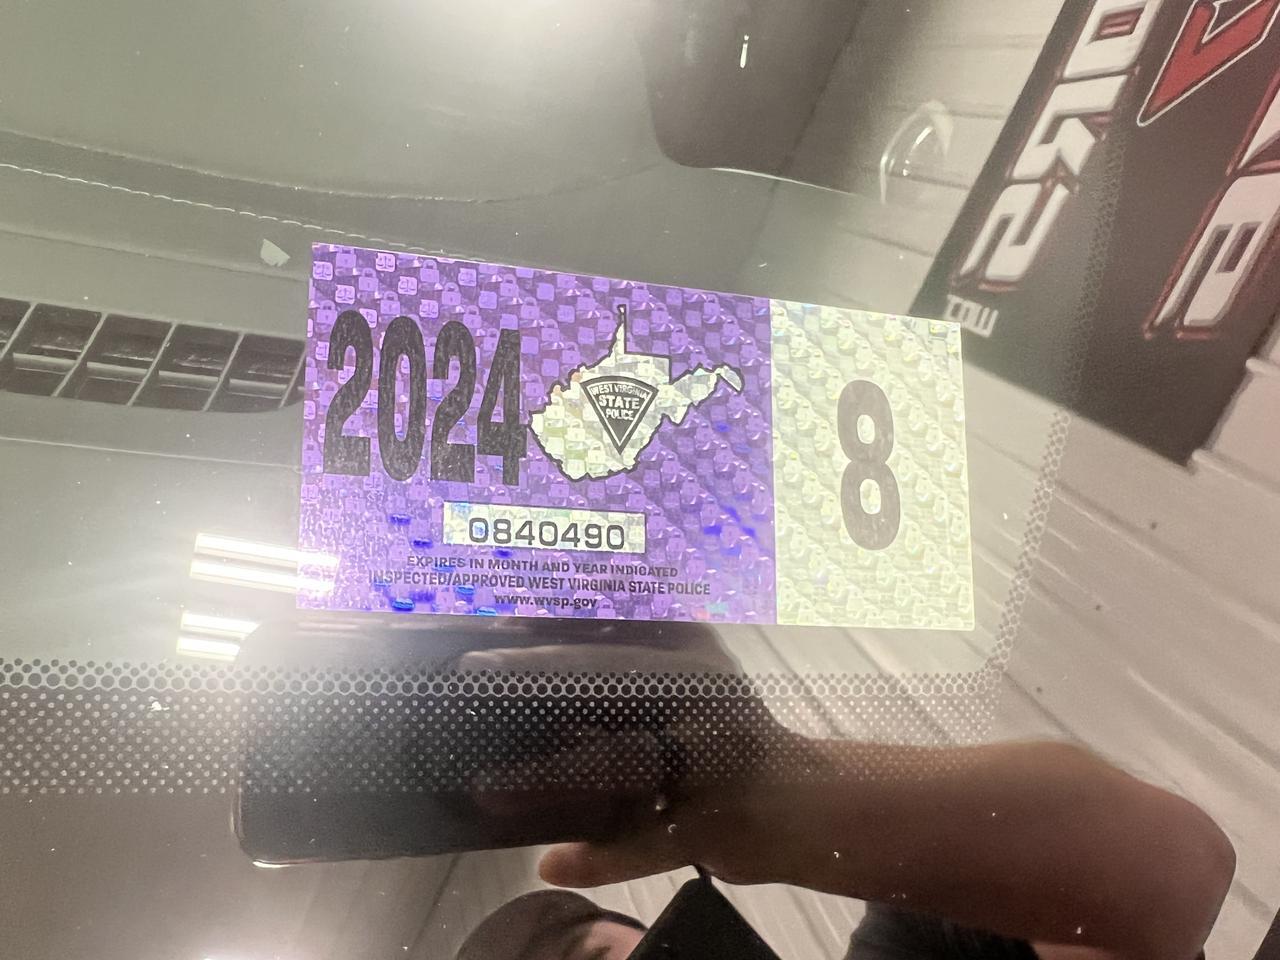 2024
WEST VIRGINIA
STATE
POLICE
8
0840490
EXPIRES IN MONTH AND YEAR INDICATED
INSPECTED/APPROVED WEST VIRGINIA STATE POLICE
www.wvsp.gov